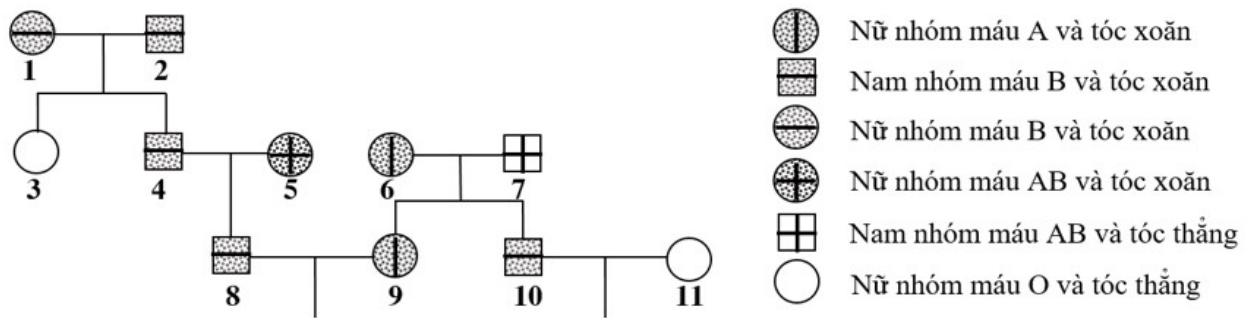 1
2
3
4
5
6
7
8
9
10
11
Nữ nhóm máu A và tóc xoăn
Nam nhóm máu B và tóc xoăn
Nữ nhóm máu B và tóc xoăn
Nữ nhóm máu AB và tóc xoăn
Nam nhóm máu AB và tóc thẳng
Nữ nhóm máu O và tóc thẳng